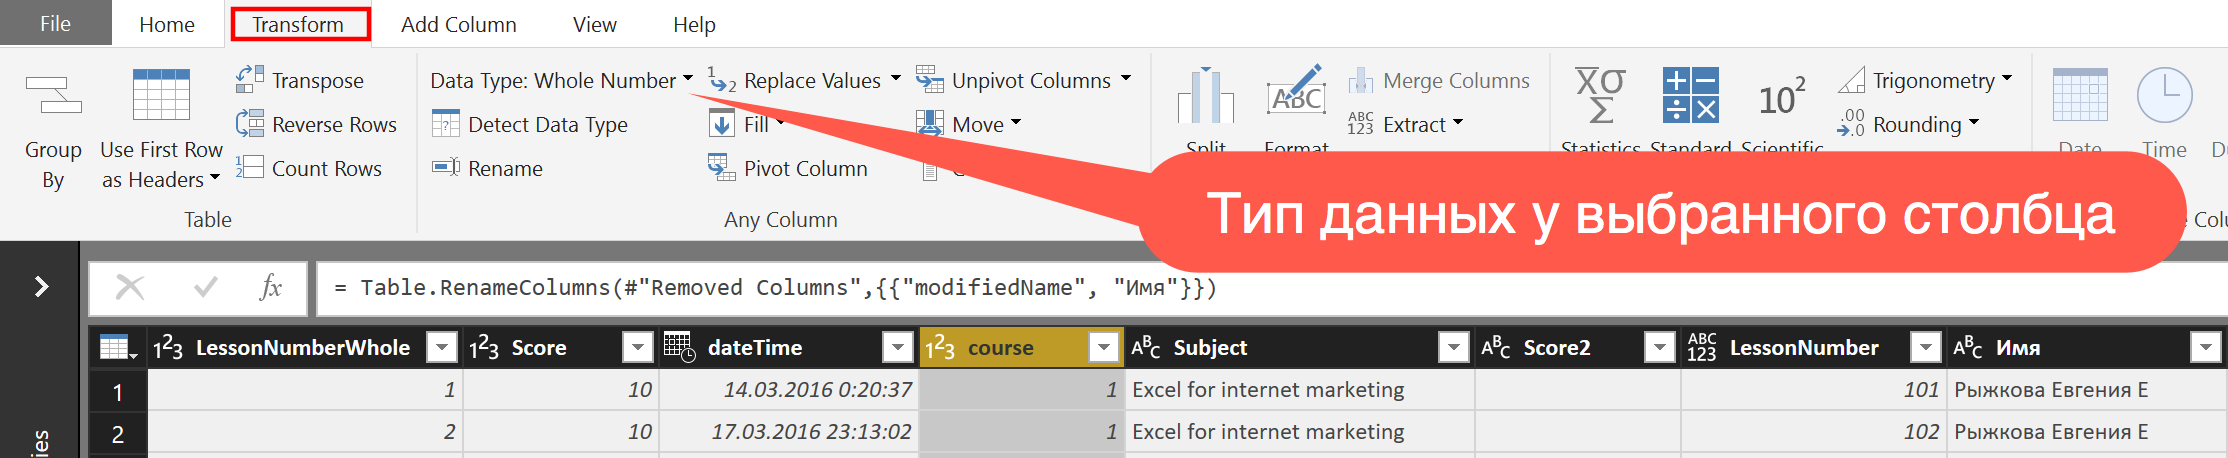 File Home Transform Add Column View Help
Transpose Data Type: Whole Number Replace Values Unpivot Columns Merge Columns Trigonometry
Reverse Rows Detect Data Type Fill Move Extract Rounding
Group By Use First Row as Headers Count Rows Rename Pivot Column Split Format Statistics Standard Scientific Date Time
Table Any Column
Тип данных у выбранного столбца
= Table.RenameColumns(#"Removed Columns",{{"modifiedName", "Имя"}})
LessonNumberWhole Score dateTime course Subject Score2 LessonNumber Имя
1 1 10 14.03.2016 0:20:37 1 Excel for internet marketing 101 Рыжкова Евгения Е
2 2 10 17.03.2016 23:13:02 1 Excel for internet marketing 102 Рыжкова Евгения Е